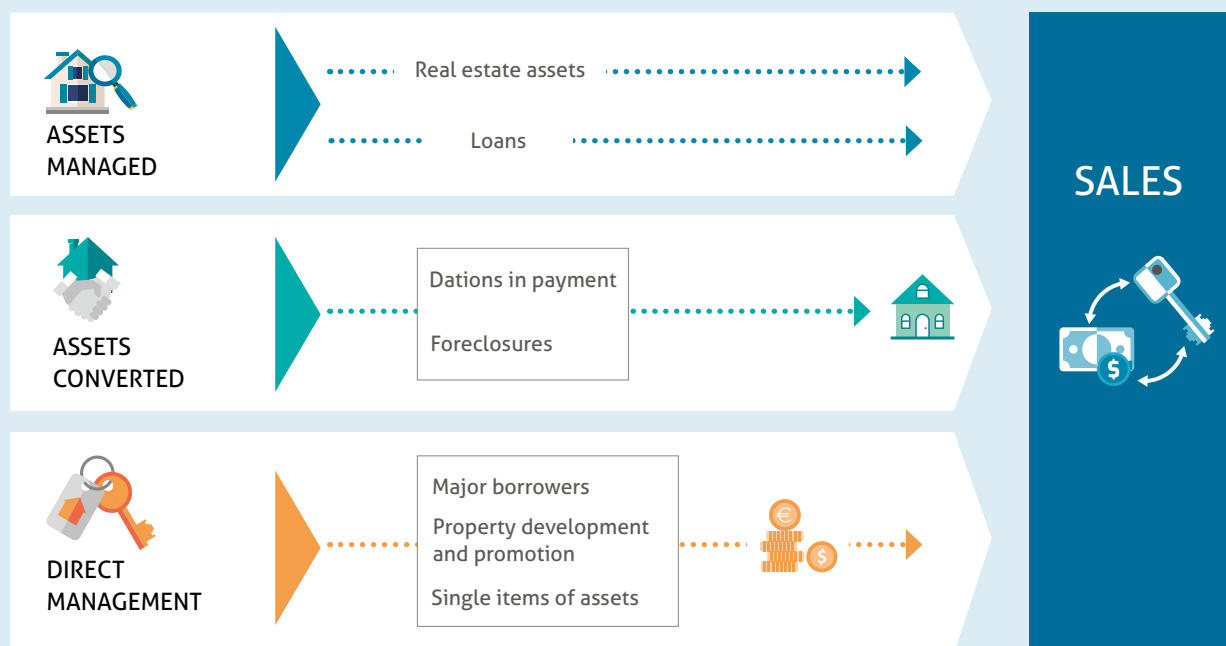 ASSETS
MANAGED
Real estate assets
Loans
ASSETS
CONVERTED
Dations in payment
Foreclosures
DIRECT
MANAGEMENT
Major borrowers
Property development
and promotion
Single items of assets
€
$
SALES
$